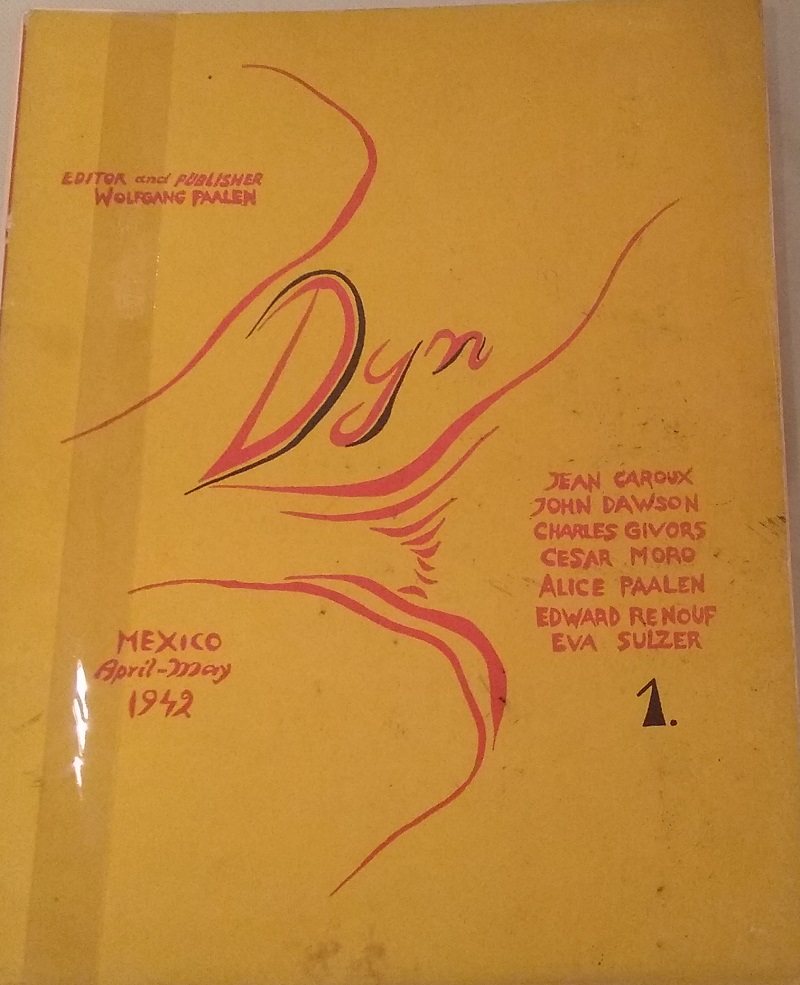 EDITOR and PUBLISHER
WOLFGANG PAALEN
Dyn
JEAN CAROUX
JOHN DAWSON
CHARLES GIVORS
CESAR MORO
ALICE PAALEN
EDWARD RENOUF
EVA SULZER
MEXICO
April-May
1942
1.